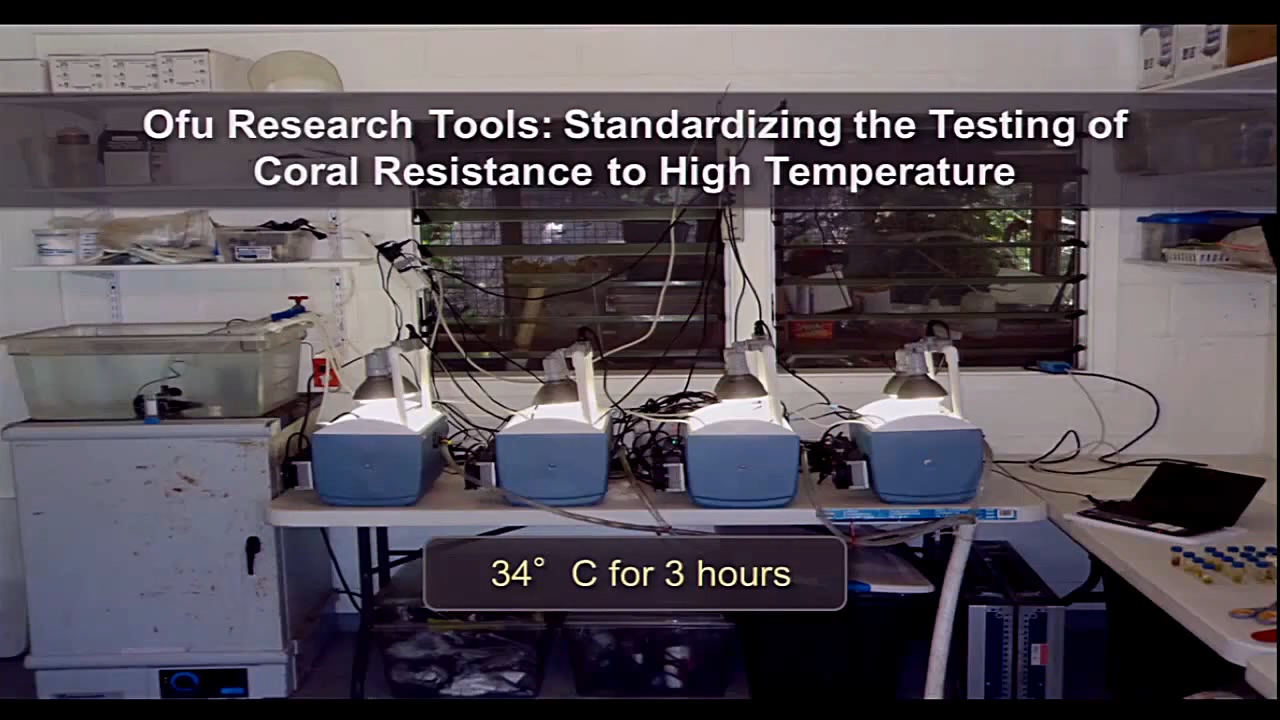 Ofu Research Tools: Standardizing the Testing of
Coral Resistance to High Temperature
34° C for 3 hours